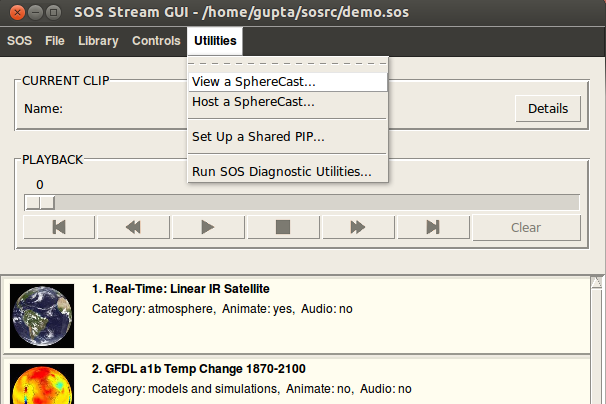 SOS Stream GUI - /home/gupta/sosrc/demo.sos
SOS File Library Controls Utilities
View a SphereCast...
Host a SphereCast...
Set Up a Shared PIP...
Run SOS Diagnostic Utilities...
CURRENT CLIP
Name:
Details
PLAYBACK
0
Clear
1. Real-Time: Linear IR Satellite
Category: atmosphere, Animate: yes, Audio: no
2. GFDL a1b Temp Change 1870-2100
Category: models and simulations, Animate: no, Audio: no